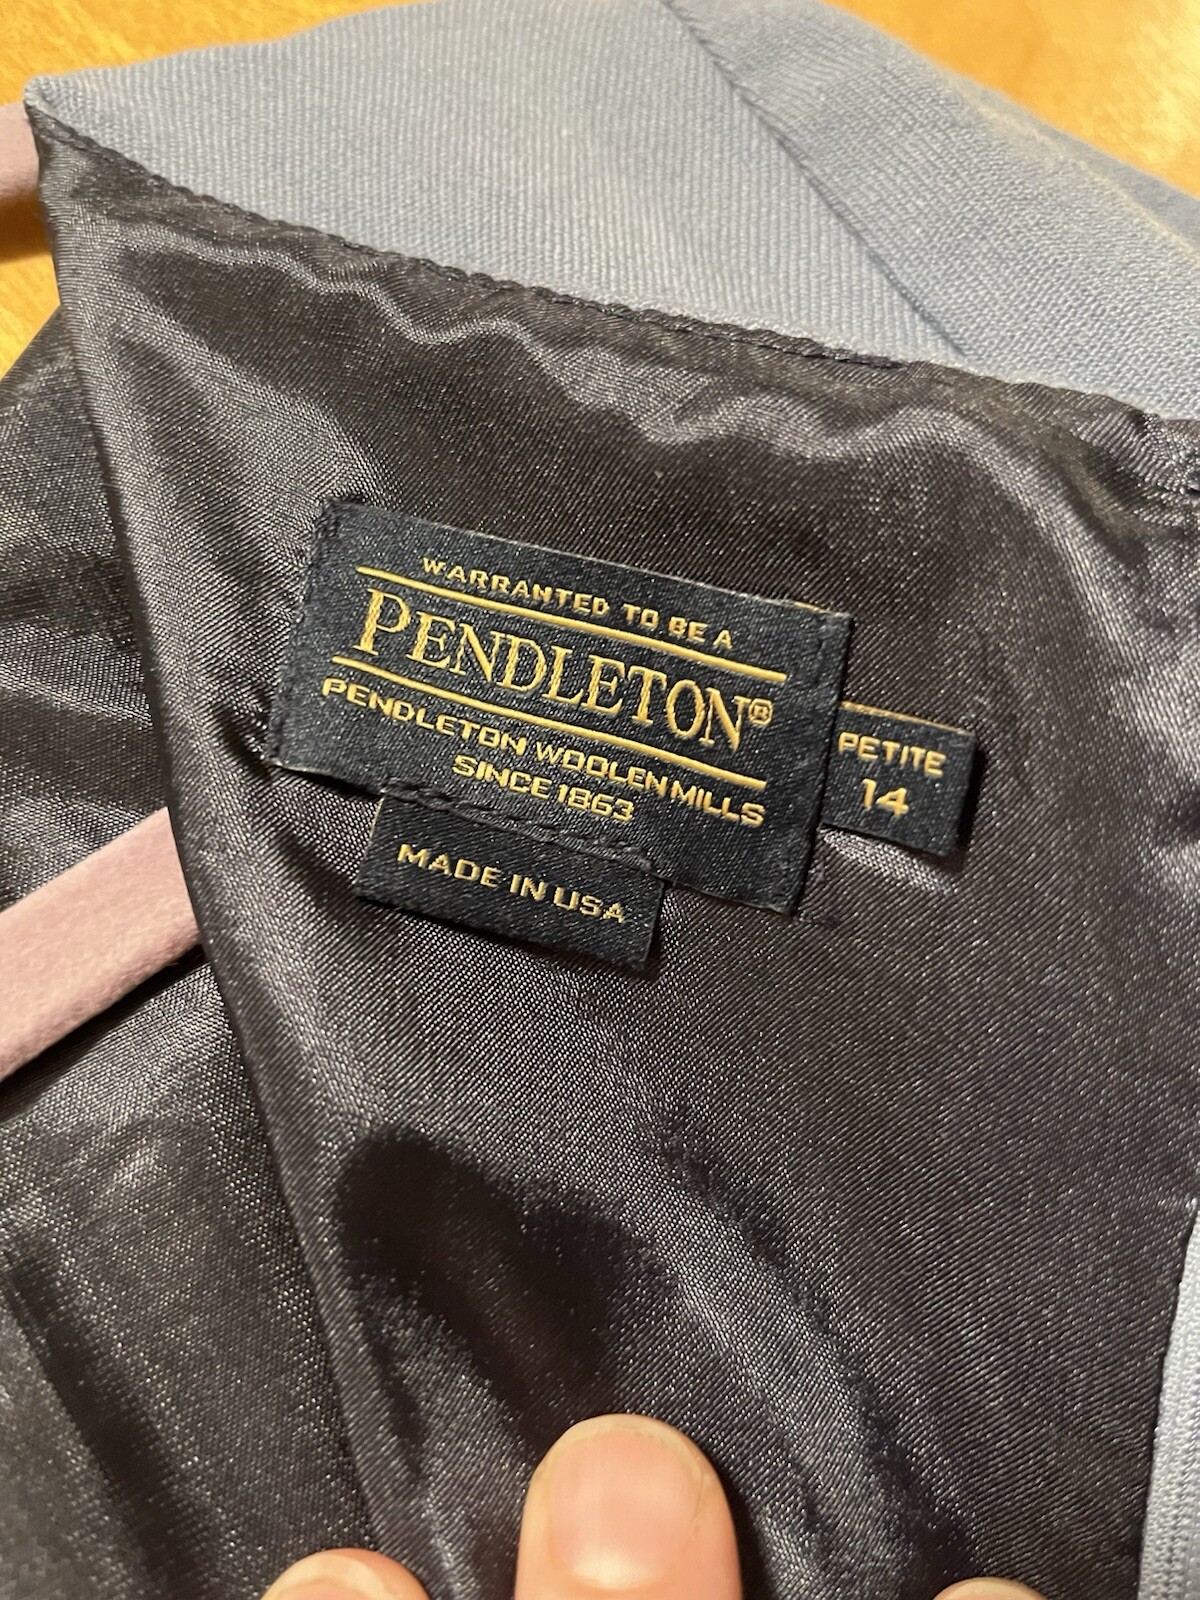 WARRANTED TO BE A
PENDLETON®
PENDLETON WOOLEN MILLS
SINCE 1863
MADE IN USA
PETITE
14